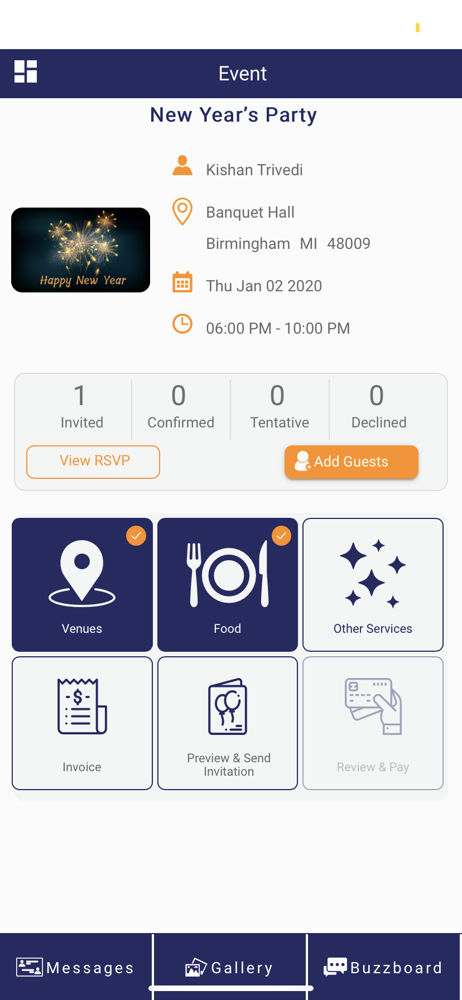 Event
New Year’s Party
Kishan Trivedi
Banquet Hall
Birmingham MI 48009
Happy New Year
Thu Jan 02 2020
06:00 PM - 10:00 PM
1 0 0 0
Invited Confirmed Tentative Declined
View RSVP Add Guests
Venues Food Other Services
Invoice Preview & Send Invitation Review & Pay
Messages Gallery Buzzboard